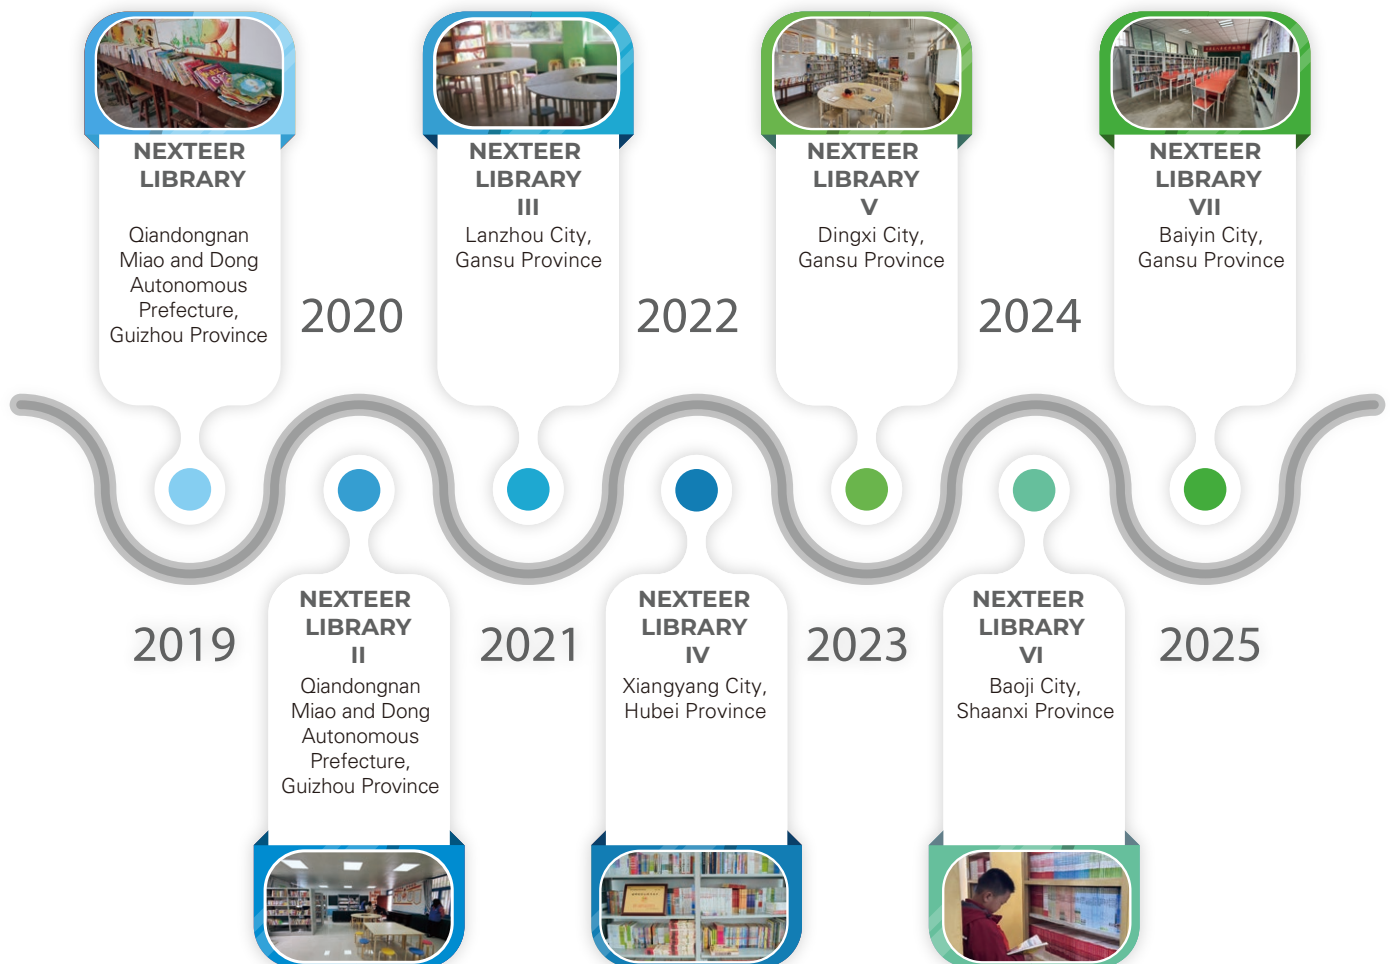 NEXTEER
LIBRARY
Qiandongnan
Miao and Dong
Autonomous
Prefecture,
Guizhou Province
2019
2020
NEXTEER
LIBRARY
II
Qiandongnan
Miao and Dong
Autonomous
Prefecture,
Guizhou Province
NEXTEER
LIBRARY
III
Lanzhou City,
Gansu Province
2021
2022
NEXTEER
LIBRARY
IV
Xiangyang City,
Hubei Province
NEXTEER
LIBRARY
V
Dingxi City,
Gansu Province
2023
2024
NEXTEER
LIBRARY
VI
Baoji City,
Shaanxi Province
NEXTEER
LIBRARY
VII
Baiyin City,
Gansu Province
2025